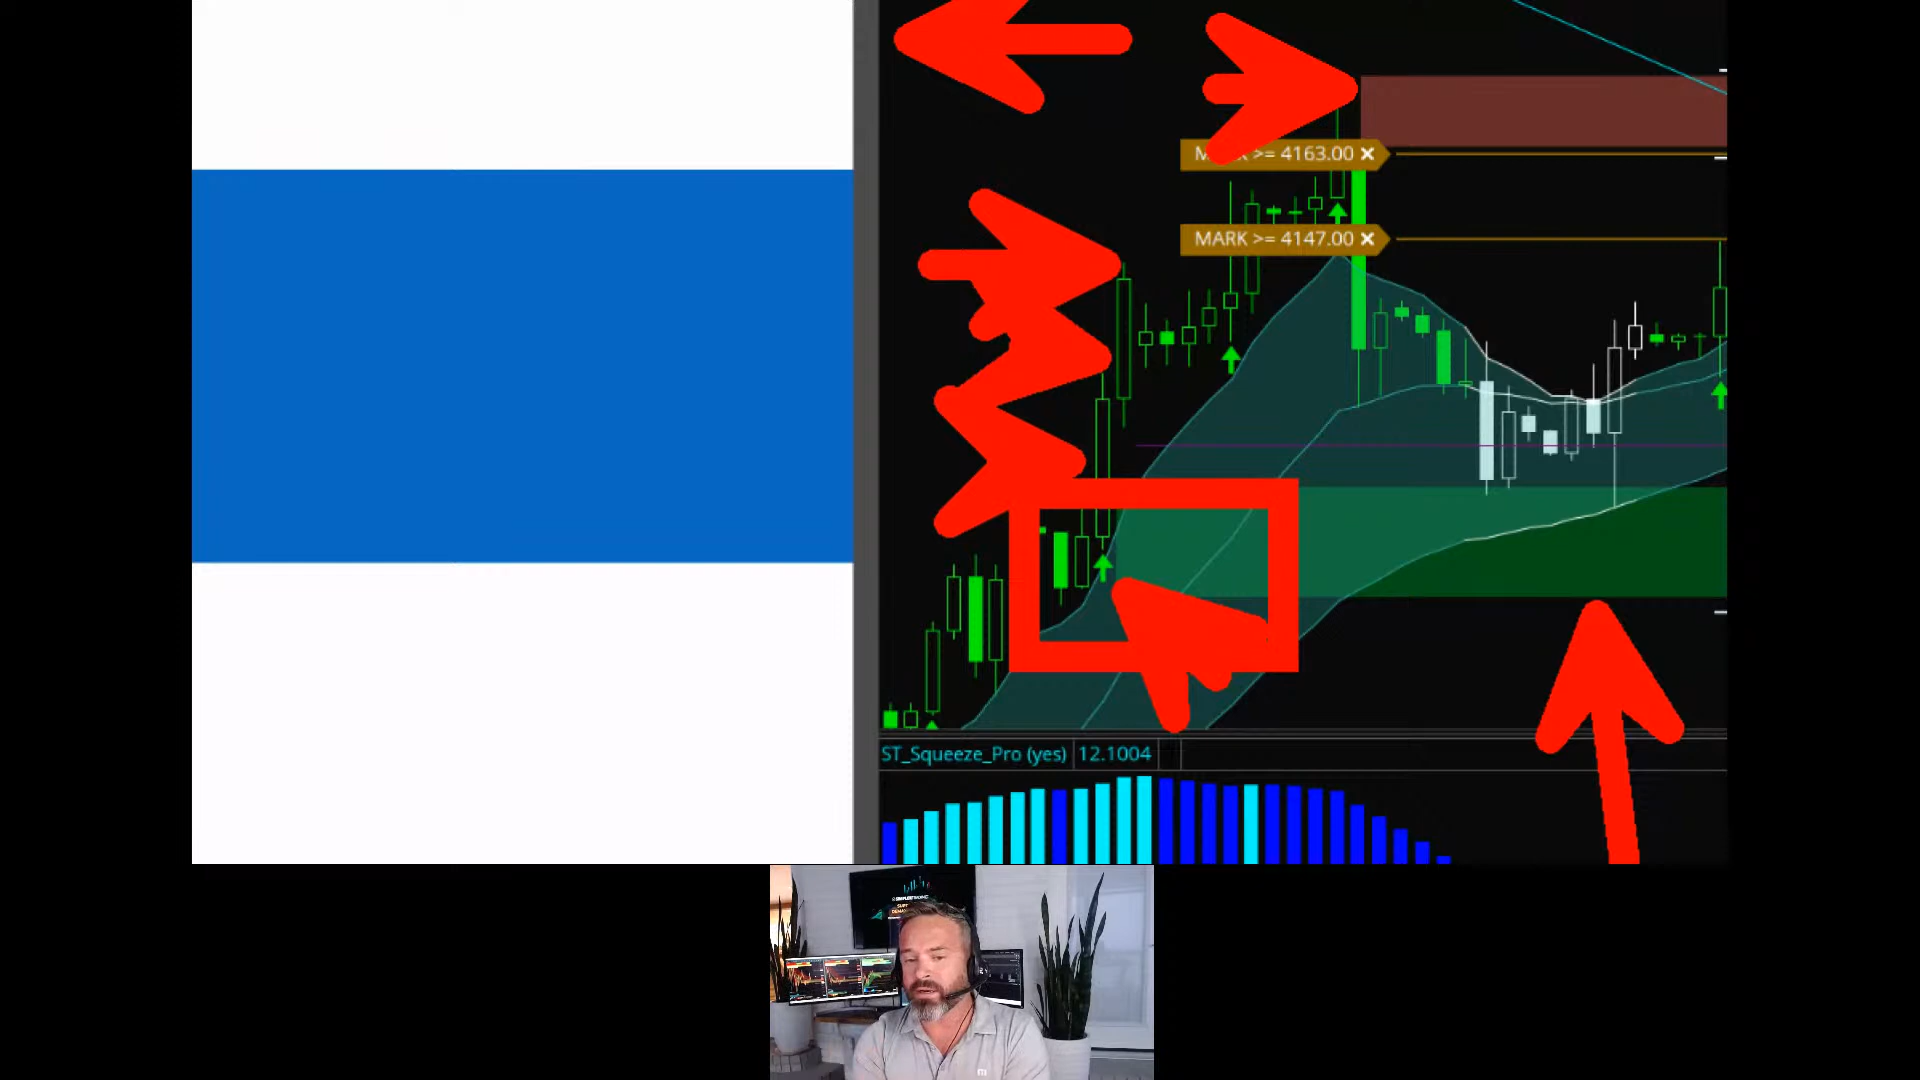 >= 4163.00
MARK >= 4147.00
ST_Squeeze_Pro (yes) 12.1004